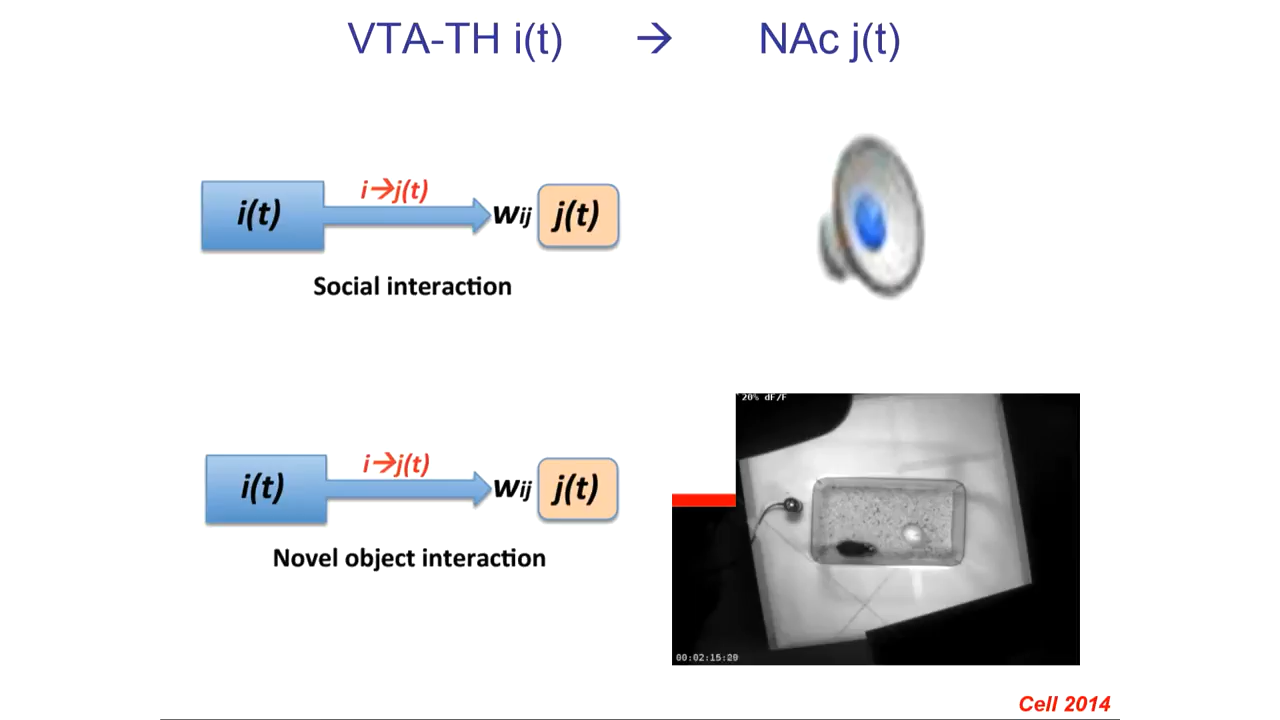 VTA-TH i(t) → NAc j(t)
i→j(t)
i(t) wij j(t)
Social interaction
20% dF/F
i→j(t)
i(t) wij j(t)
Novel object interaction
00:02:15:29
Cell 2014